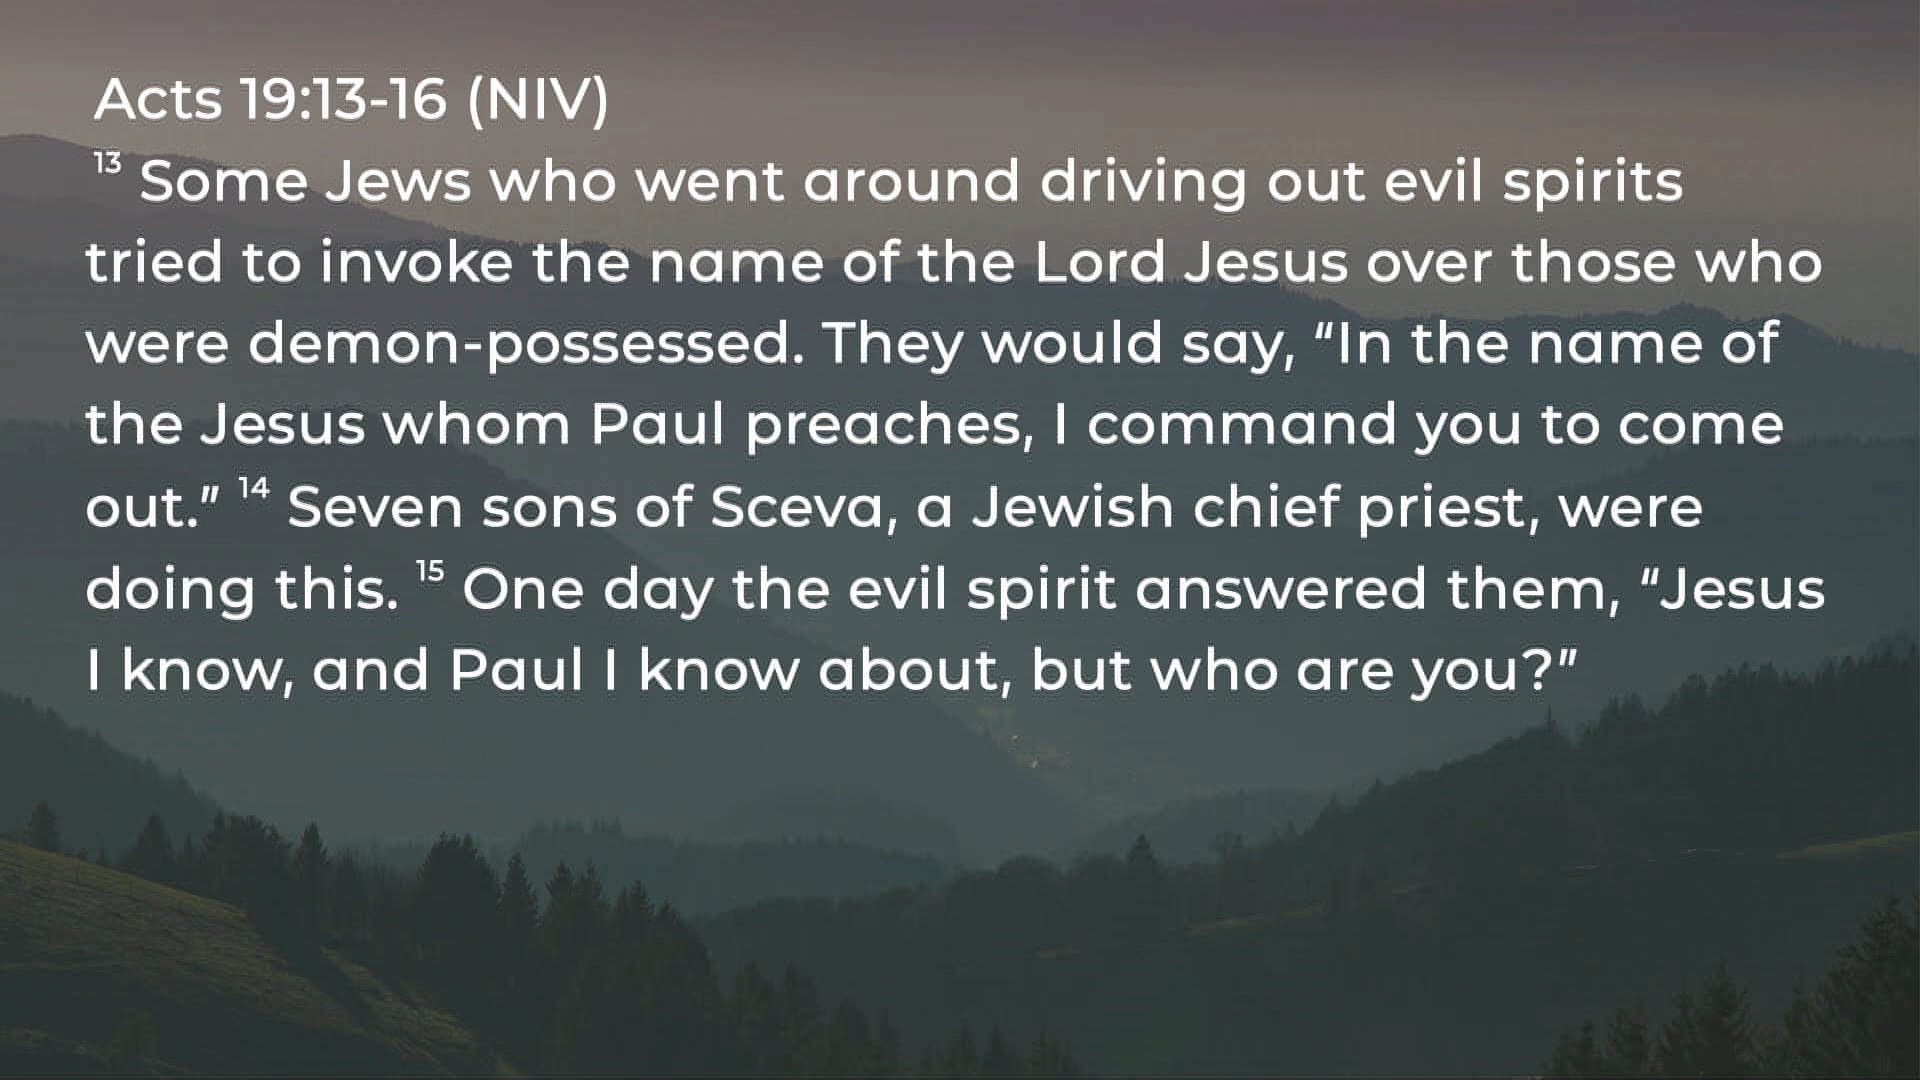 Acts 19:13-16 (NIV)
13 Some Jews who went around driving out evil spirits
tried to invoke the name of the Lord Jesus over those who
were demon-possessed. They would say, “In the name of
the Jesus whom Paul preaches, I command you to come
out.” 14 Seven sons of Sceva, a Jewish chief priest, were
doing this. 15 One day the evil spirit answered them, “Jesus
I know, and Paul I know about, but who are you?”